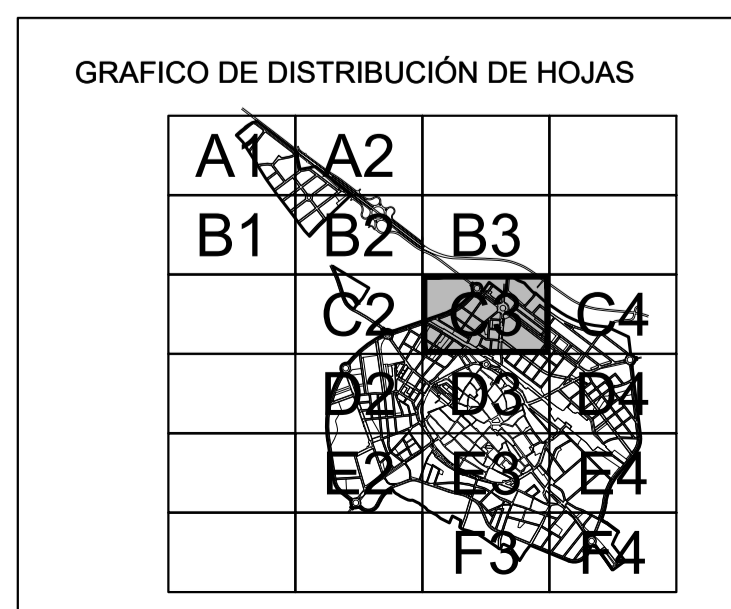 GRAFICO DE DISTRIBUCIÓN DE HOJAS
A1 A2
B1 B2 B3
C2 C3 C4
D2 D3 D4
E2 E3 E4
F3 F4